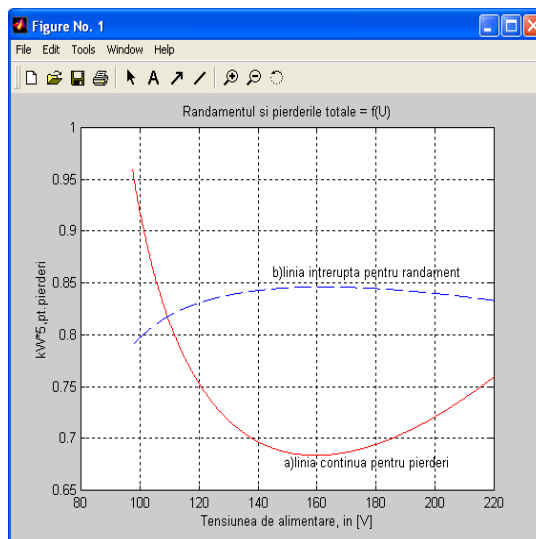 Figure No. 1
File Edit Tools Window Help
A
Randamentul si pierderile totale = f(U)
1
0.95
0.9
0.85
0.8
0.75
0.7
0.65
kW*5,pt. pierderi
b)linia intrerupta pentru randament
a)linia continua pentru pierderi
80 100 120 140 160 180 200 220
Tensiunea de alimentare, in [V]